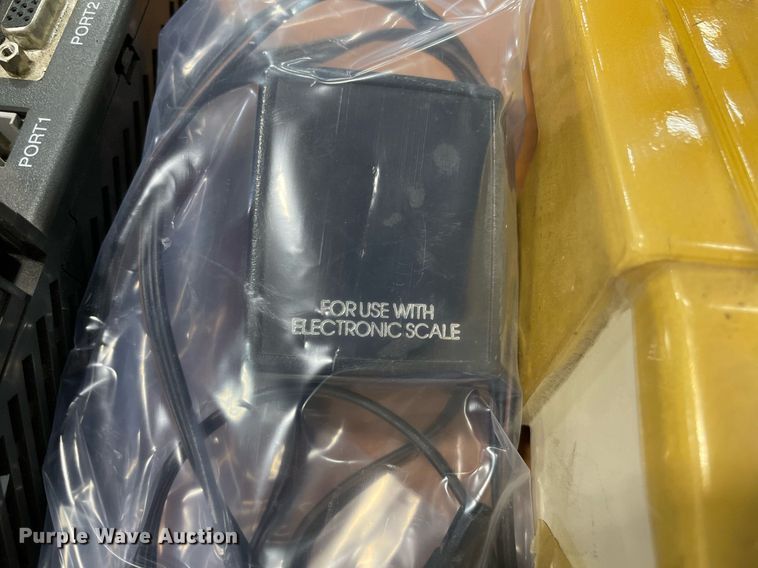 PORT2
PORT1
FOR USE WITH
ELECTRONIC SCALE
Purple Wave Auction